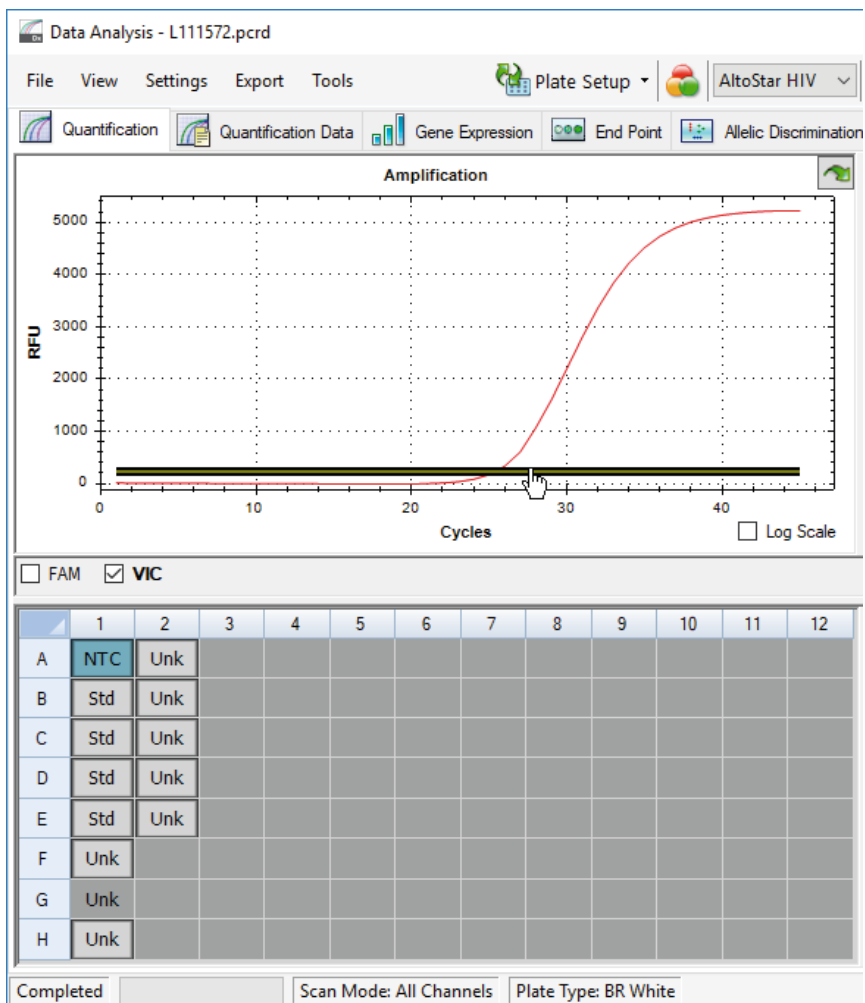 Data Analysis - L111572.pcrd
File View Settings Export Tools Plate Setup AltoStar HIV
Quantification Quantification Data Gene Expression End Point Allelic Discrimination
Amplification
5000
4000
3000
2000
1000
0
RFU
0 10 20 30 40
Cycles
Log Scale
FAM VIC
1 2 3 4 5 6 7 8 9 10 11 12
A NTC Unk
B Std Unk
C Std Unk
D Std Unk
E Std Unk
F Unk
G Unk
H Unk
Completed Scan Mode: All Channels Plate Type: BR White